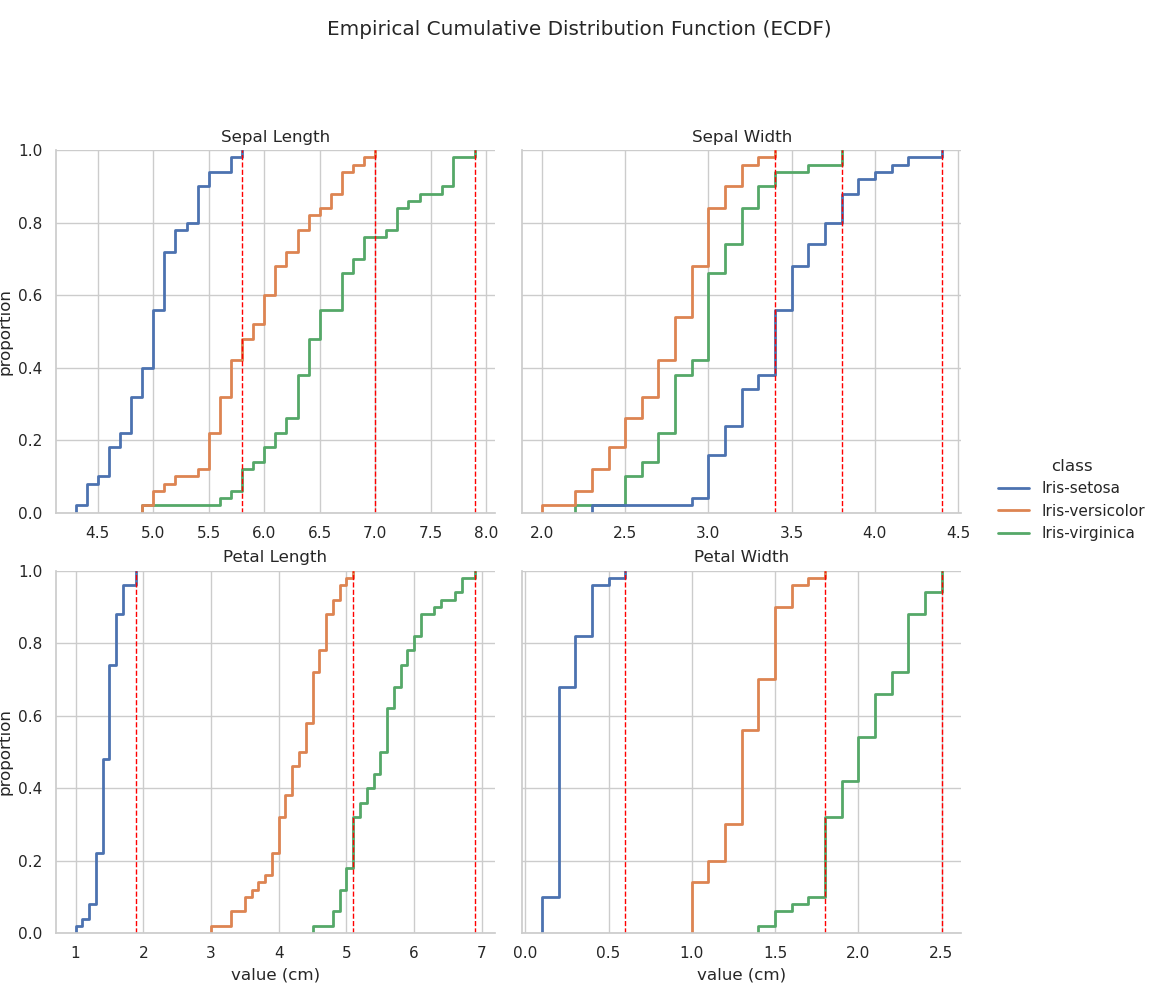 Empirical Cumulative Distribution Function (ECDF)
Sepal Length
Sepal Width
1.0
0.8
0.6
0.4
0.2
0.0
proportion
4.5 5.0 5.5 6.0 6.5 7.0 7.5 8.0
2.0 2.5 3.0 3.5 4.0 4.5
class
Iris-setosa
Iris-versicolor
Iris-virginica
Petal Length
Petal Width
1.0
0.8
0.6
0.4
0.2
0.0
proportion
1 2 3 4 5 6 7
0.0 0.5 1.0 1.5 2.0 2.5
value (cm)
value (cm)